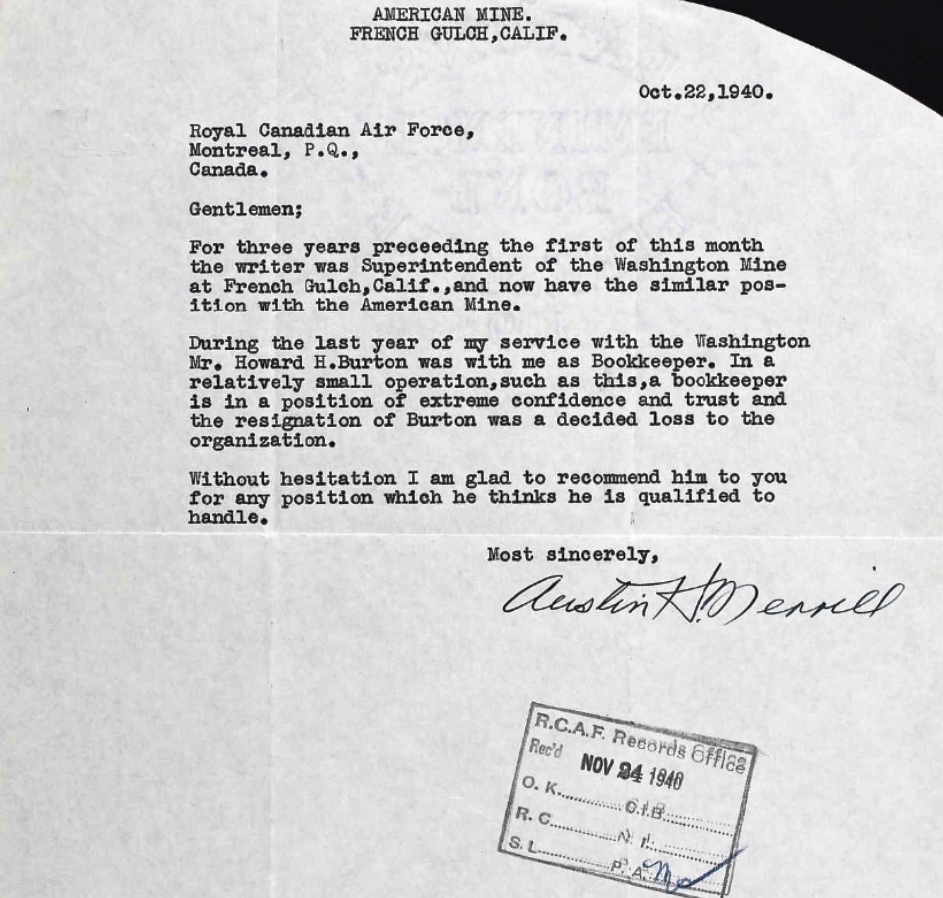 AMERICAN MINE.
FRENCH GULCH,CALIF.
Oct.22,1940.
Royal Canadian Air Force,
Montreal, P.Q.,
Canada.
Gentlemen;
For three years preceeding the first of this month
the writer was Superintendent of the Washington Mine
at French Gulch,Calif.,and now have the similar pos-
ition with the American Mine.
During the last year of my service with the Washington
Mr. Howard H.Burton was with me as Bookkeeper. In a
relatively small operation,such as this,a bookkeeper
is in a position of extreme confidence and trust and
the resignation of Burton was a decided loss to the
organization.
Without hesitation I am glad to recommend him to you
for any position which he thinks he is qualified to
handle.
Most sincerely,
Austin H. Merrill
R.C.A.F. Records Office
Rec'd NOV 1940
O. K.
R. C.
S. L. P. A.